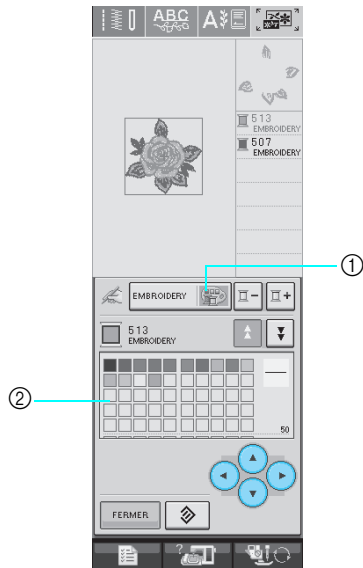 ABC A
513
EMBROIDERY
507
EMBROIDERY
①
EMBROIDERY - +
513
EMBROIDERY
②
50
FERMER
?